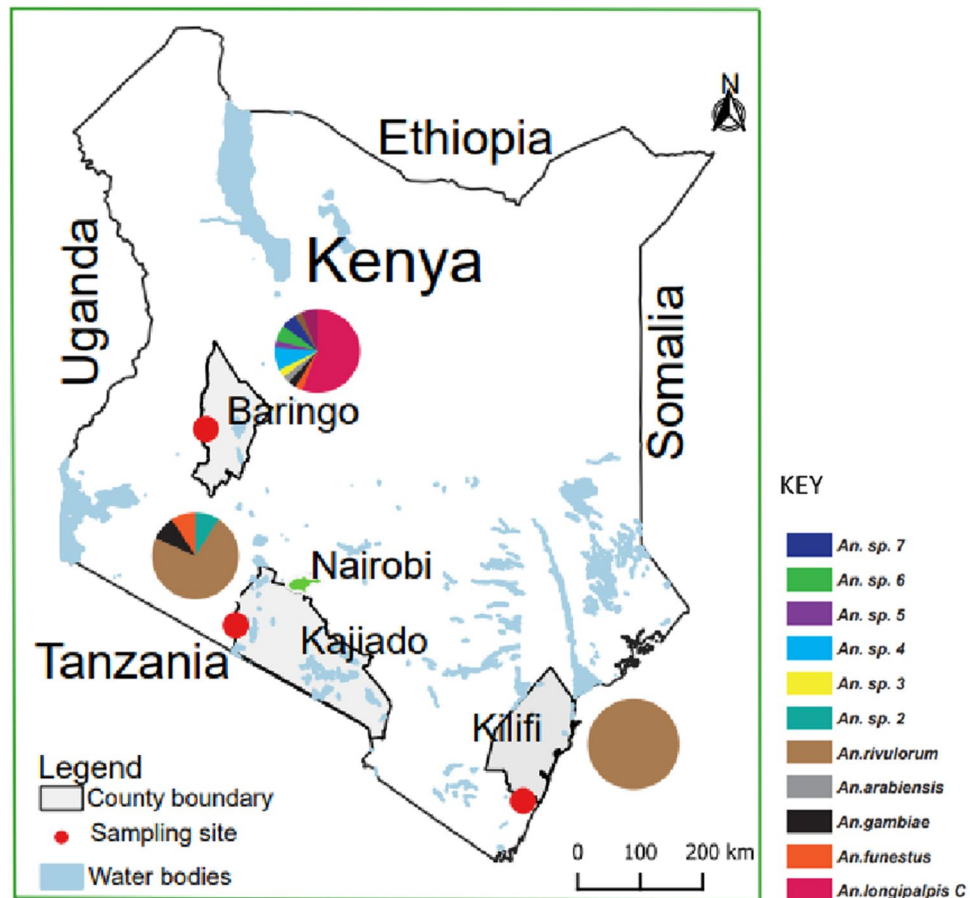 N
Ethiopia
Uganda
Kenya
Somalia
Baringo
Nairobi
Kajiado
Tanzania
Kilifi
Legend
County boundary
Sampling site
Water bodies
0 100 200 km
KEY
An. sp. 7
An. sp. 6
An. sp. 5
An. sp. 4
An. sp. 3
An. sp. 2
An.rivulorum
An.arabiensis
An.gambiae
An.funestus
An.longipalpis C